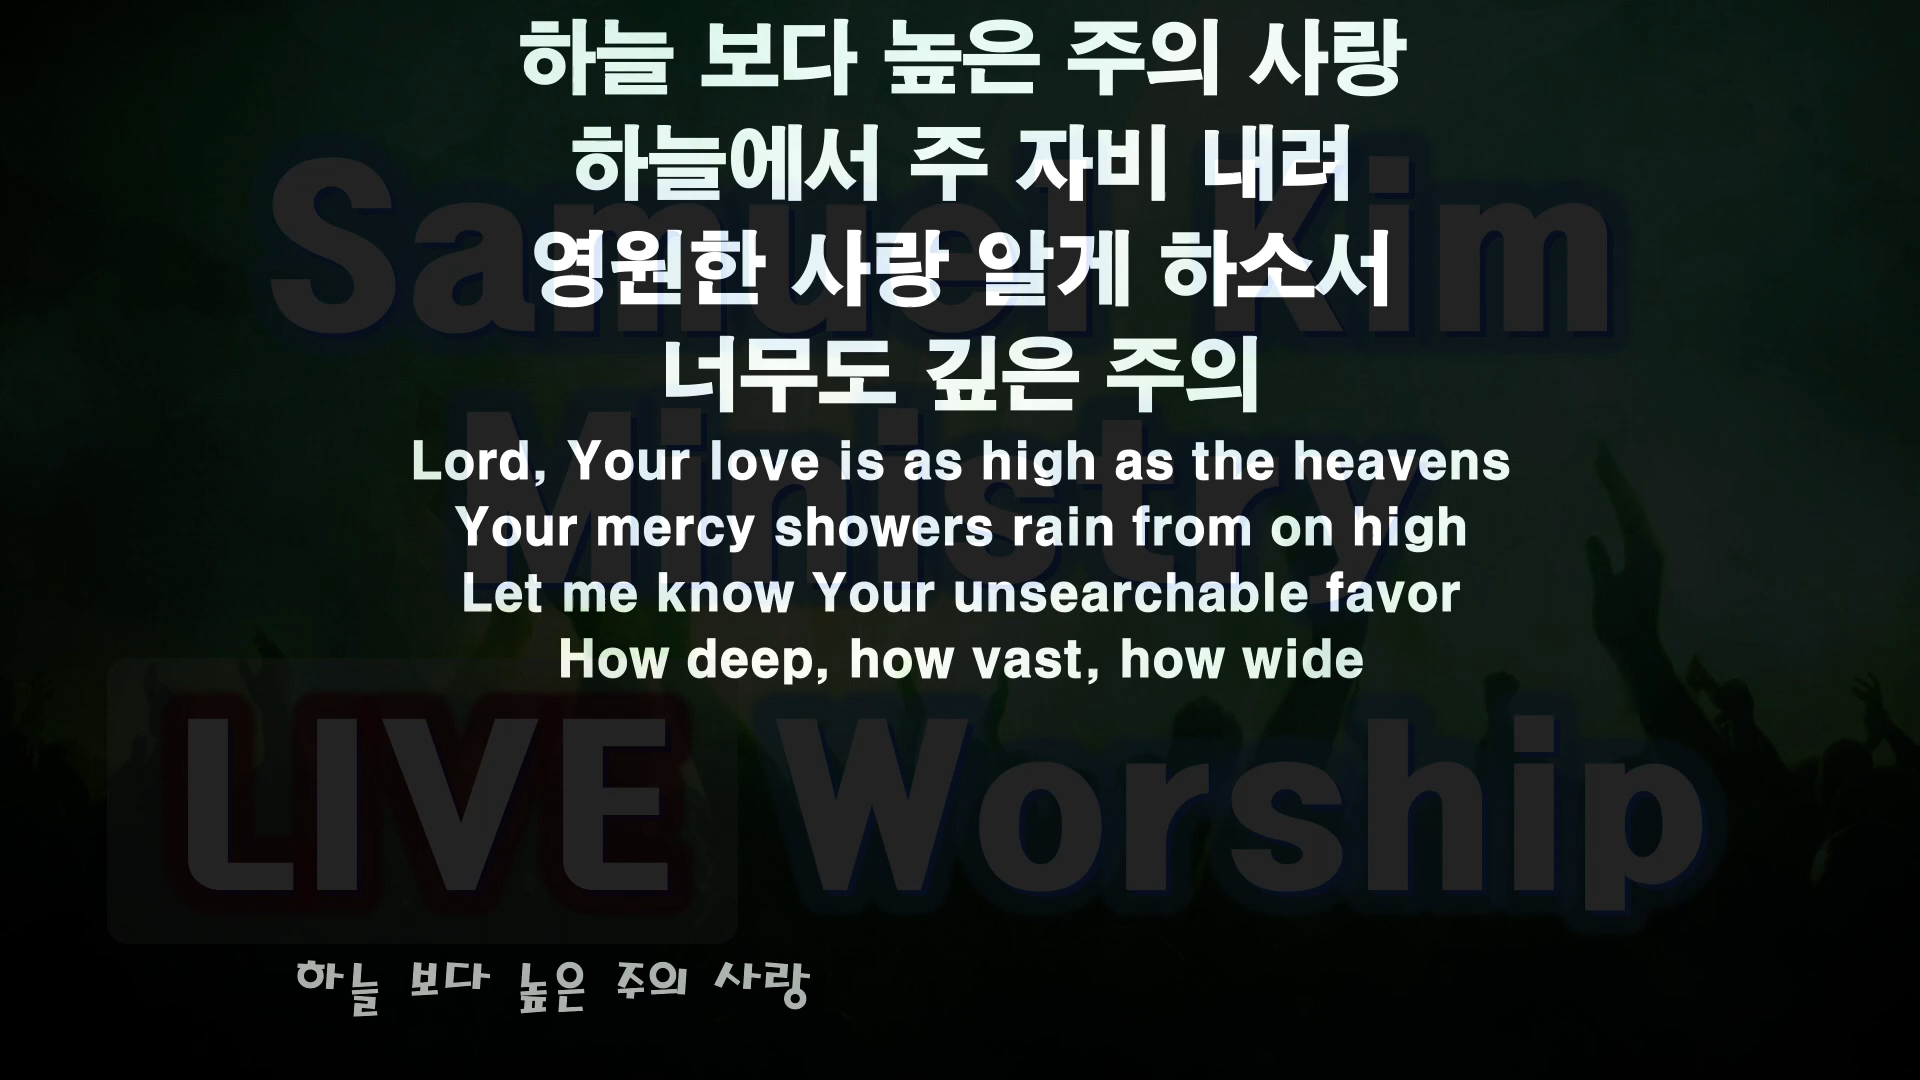 하늘 보다 높은 주의 사랑
하늘에서 주 자비 내려
영원한 사랑 알게 하소서
너무도 깊은 주의
Lord, Your love is as high as the heavens
Your mercy showers rain from on high
Let me know Your unsearchable favor
How deep, how vast, how wide
Samuel Kim
Ministry
LIVE Worship
하늘 보다 높은 주의 사랑